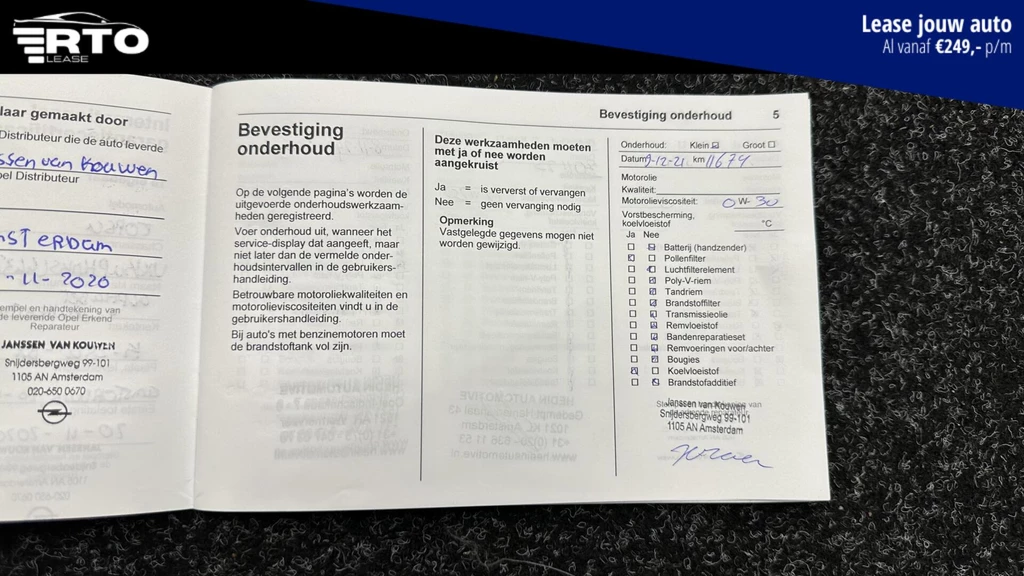 RTO
LEASE
Lease jouw auto
Al vanaf €249,- p/m
laar gemaakt door
Distributeur die de auto leverde
ssen van Kouwen
pel Distributeur
MSTERDAM
-11-2020
empel en handtekening van
de leverende Opel Erkend
Reparateur
JANSSEN VAN KOUWEN
Snijdersbergweg 99-101
1105 AN Amsterdam
020-650 0670
Bevestiging onderhoud 5
Bevestiging
onderhoud
Op de volgende pagina's worden de
uitgevoerde onderhoudswerkzaam-
heden geregistreerd.
Voer onderhoud uit, wanneer het
service-display dat aangeeft, maar
niet later dan de vermelde onder-
houdsintervallen in de gebruikers-
handleiding.
Betrouwbare motoroliekwaliteiten en
motorolieviscositeiten vindt u in de
gebruikershandleiding.
Bij auto's met benzinemotoren moet
de brandstoftank vol zijn.
Deze werkzaamheden moeten
met ja of nee worden
aangekruist
Ja = is ververst of vervangen
Nee = geen vervanging nodig
Opmerking
Vastgelegde gegevens mogen niet
worden gewijzigd.
Onderhoud: Klein Groot
Datum 9-12-21 km 11679
Motorolie
Kwaliteit:
Motorolieviscositeit: 0 W- 30
Vorstbescherming,
koelvloeistof °C
Ja Nee
Batterij (handzender)
Pollenfilter
Luchtfilterelement
Poly-V-riem
Tandriem
Brandstoffilter
Transmissieolie
Remvloeistof
Bandenreparatieset
Remvoeringen voor/achter
Bougies
Koelvloeistof
Brandstofadditief
Janssen van Kouwen
Snijdersbergweg 99-101
1105 AN Amsterdam